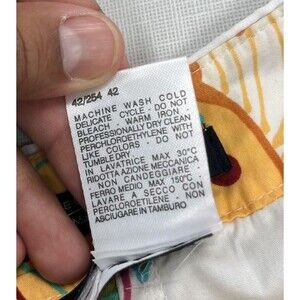 42/254 42
MACHINE WASH COLD
DELICATE CYCLE - DO NOT
BLEACH - WARM IRON -
PROFESSIONALLY DRY CLEAN
PERCHLOROETHYLENE WITH
LIKE COLORS - DO NOT
TUMBLE DRY
IN LAVATRICE MAX 30°C
RIDOTTA AZIONE MECCANICA
NON CANDEGGIARE
FERRO MEDIO MAX 150°C
LAVARE A SECCO CON
PERCLOROETILENE - NON
ASCIUGARE IN TAMBURO